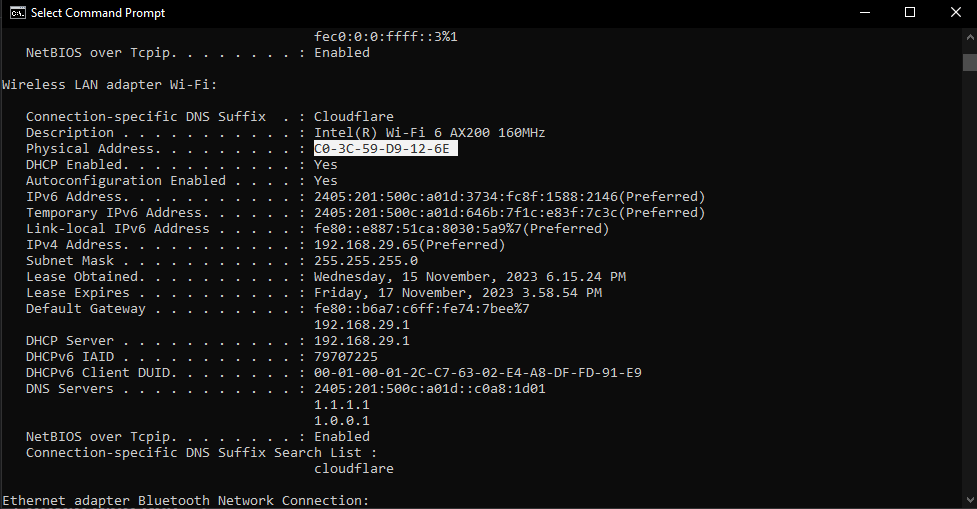 Select Command Prompt
fec0:0:0:ffff::3%1
NetBIOS over Tcpip. . . . . . . . : Enabled
Wireless LAN adapter Wi-Fi:
Connection-specific DNS Suffix  . : Cloudflare
Description . . . . . . . . . . . : Intel(R) Wi-Fi 6 AX200 160MHz
Physical Address. . . . . . . . . : C0-3C-59-D9-12-6E
DHCP Enabled. . . . . . . . . . . : Yes
Autoconfiguration Enabled . . . . : Yes
IPv6 Address. . . . . . . . . . . : 2405:201:500c:a01d:3734:fc8f:1588:2146(Preferred)
Temporary IPv6 Address. . . . . . : 2405:201:500c:a01d:646b:7f1c:e83f:7c3c(Preferred)
Link-local IPv6 Address . . . . . : fe80::e887:51ca:8030:5a9%7(Preferred)
IPv4 Address. . . . . . . . . . . : 192.168.29.65(Preferred)
Subnet Mask . . . . . . . . . . . : 255.255.255.0
Lease Obtained. . . . . . . . . . : Wednesday, 15 November, 2023 6.15.24 PM
Lease Expires . . . . . . . . . . : Friday, 17 November, 2023 3.58.54 PM
Default Gateway . . . . . . . . . : fe80::b6a7:c6ff:fe74:7bee%7
192.168.29.1
DHCP Server . . . . . . . . . . . : 192.168.29.1
DHCPv6 IAID . . . . . . . . . . . : 79707225
DHCPv6 Client DUID. . . . . . . . : 00-01-00-01-2C-C7-63-02-E4-A8-DF-FD-91-E9
DNS Servers . . . . . . . . . . . : 2405:201:500c:a01d::c0a8:1d01
1.1.1.1
1.0.0.1
NetBIOS over Tcpip. . . . . . . . : Enabled
Connection-specific DNS Suffix Search List :
cloudflare
Ethernet adapter Bluetooth Network Connection: